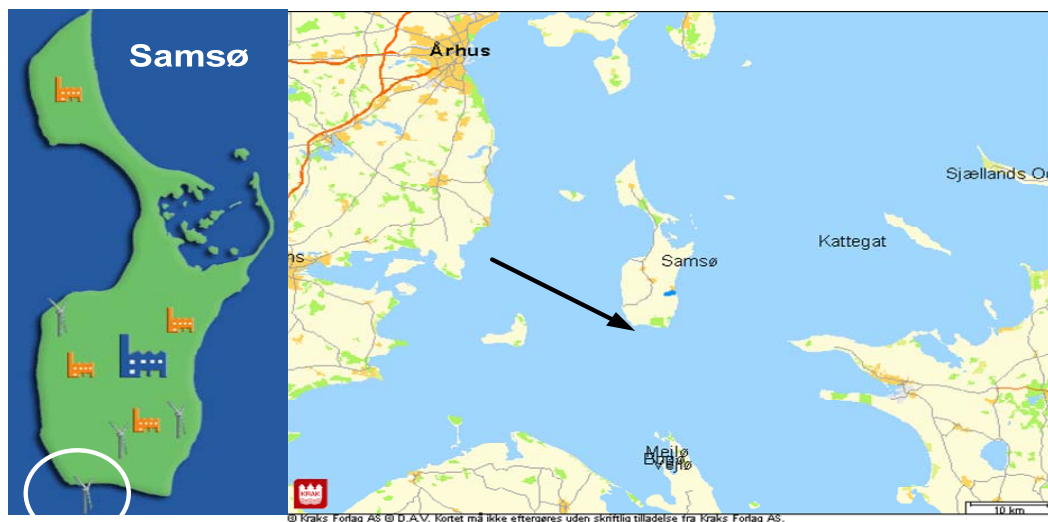 Samsø
Århus
Sjællands Od
Kattegat
Samsø
ns
Mejlø
Vejlø
KRAK
10 km
© Kraks Forlag AS © D.A.V. Kortet må ikke eftergøres uden skriftlig tilladelse fra Kraks Forlag AS.